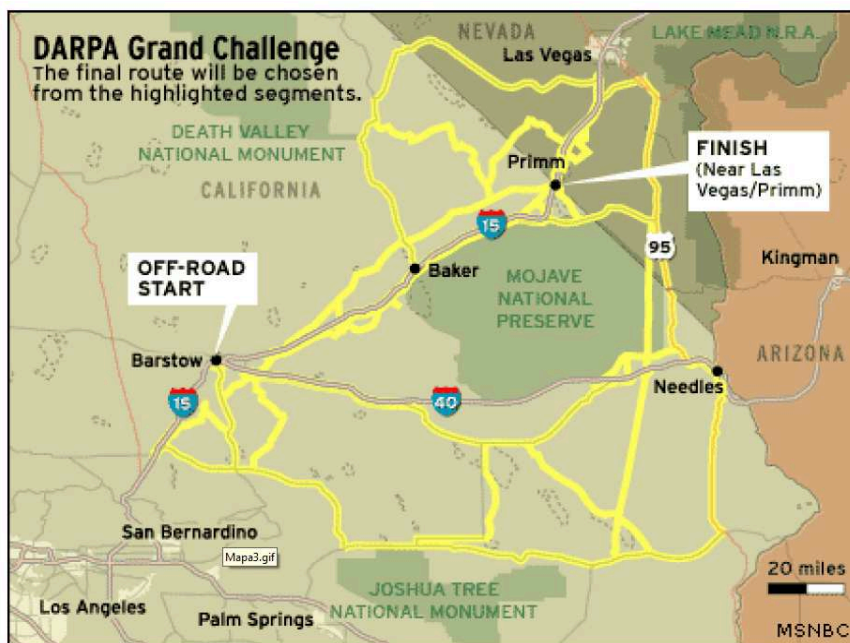 DARPA Grand Challenge
The final route will be chosen
from the highlighted segments.
NEVADA
LAKE MEAD N.R.A.
Las Vegas
DEATH VALLEY
NATIONAL MONUMENT
CALIFORNIA
Primm
FINISH
(Near Las
Vegas/Primm)
15
95
OFF-ROAD
START
Baker
Kingman
MOJAVE
NATIONAL
PRESERVE
ARIZONA
Barstow
Needles
15
40
San Bernardino
Mapa3.gif
20 miles
JOSHUA TREE
NATIONAL MONUMENT
Los Angeles
Palm Springs
MSNBC